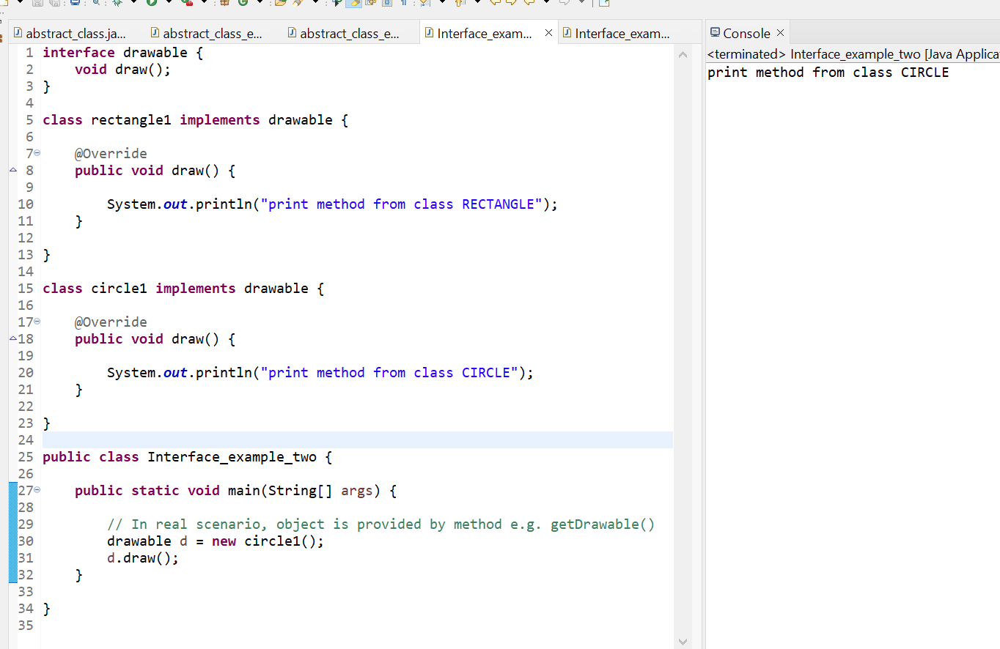 abstract_class.ja... abstract_class_e... abstract_class_e... Interface_exam... Interface_exam...
1 interface drawable {
2     void draw();
3 }
4
5 class rectangle1 implements drawable {
6
7     @Override
8     public void draw() {
9
10         System.out.println("print method from class RECTANGLE");
11     }
12
13 }
14
15 class circle1 implements drawable {
16
17     @Override
18     public void draw() {
19
20         System.out.println("print method from class CIRCLE");
21     }
22
23 }
24
25 public class Interface_example_two {
26
27     public static void main(String[] args) {
28
29         // In real scenario, object is provided by method e.g. getDrawable()
30         drawable d = new circle1();
31         d.draw();
32     }
33
34 }
35
Console
<terminated> Interface_example_two [Java Applica
print method from class CIRCLE